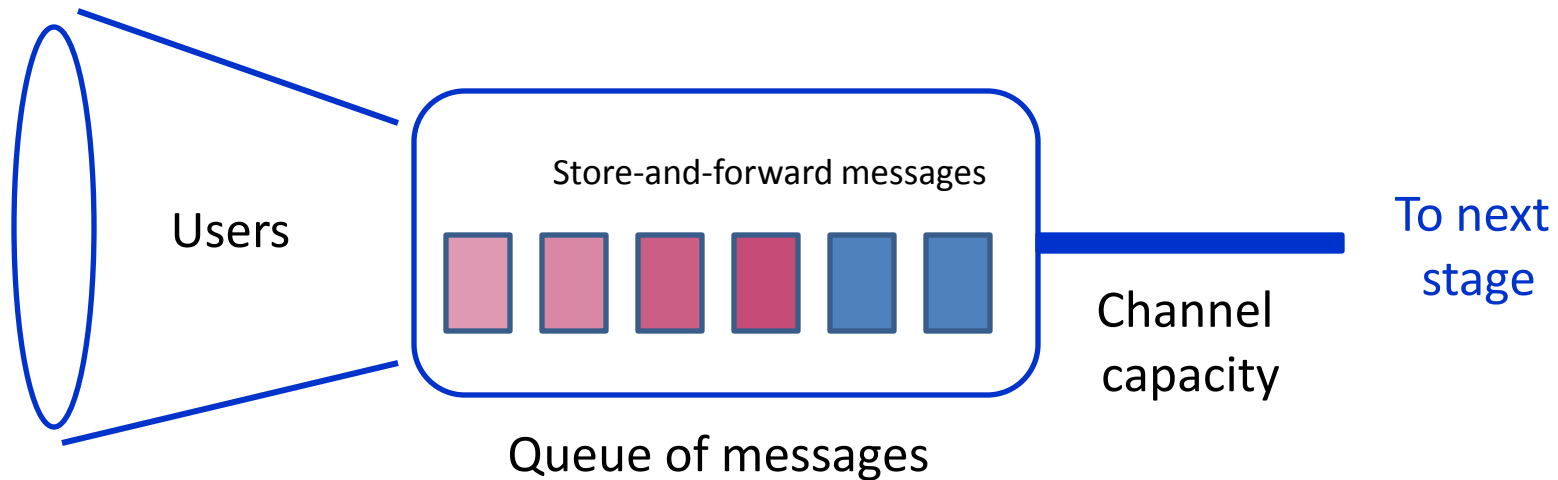 Users
Store-and-forward messages
Queue of messages
Channel
capacity
To next
stage